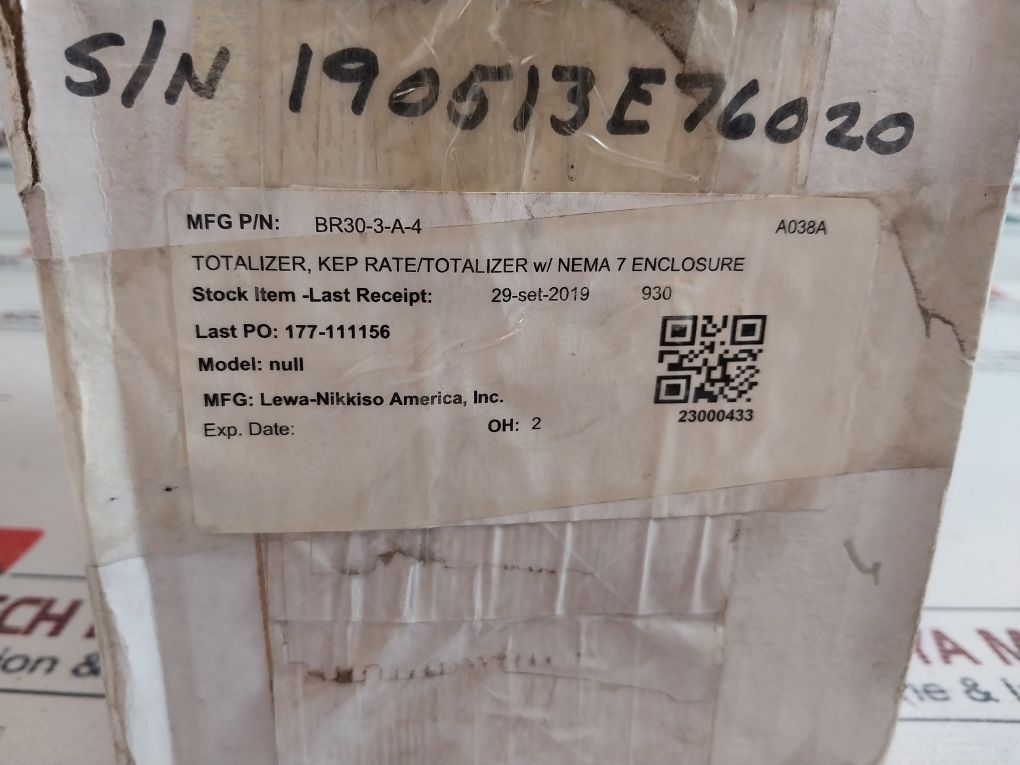 S/N 190513E76020
MFG P/N: BR30-3-A-4 A038A
TOTALIZER, KEP RATE/TOTALIZER w/ NEMA 7 ENCLOSURE
Stock Item -Last Receipt: 29-set-2019 930
Last PO: 177-111156
Model: null
MFG: Lewa-Nikkiso America, Inc.
Exp. Date: OH: 2
23000433
4